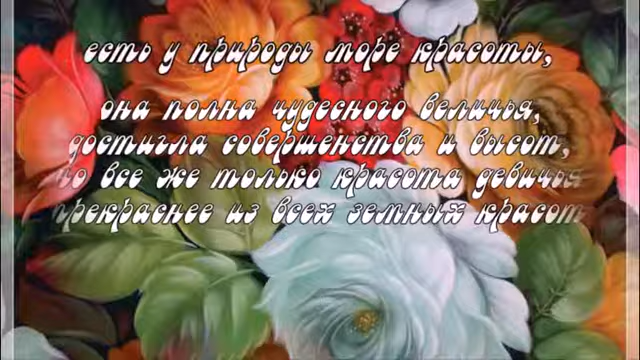 есть у природы море красоты,
она полна чудесного величья,
достигла совершенства и высот,
но все же только красота девичья
прекраснее из всех земных красот